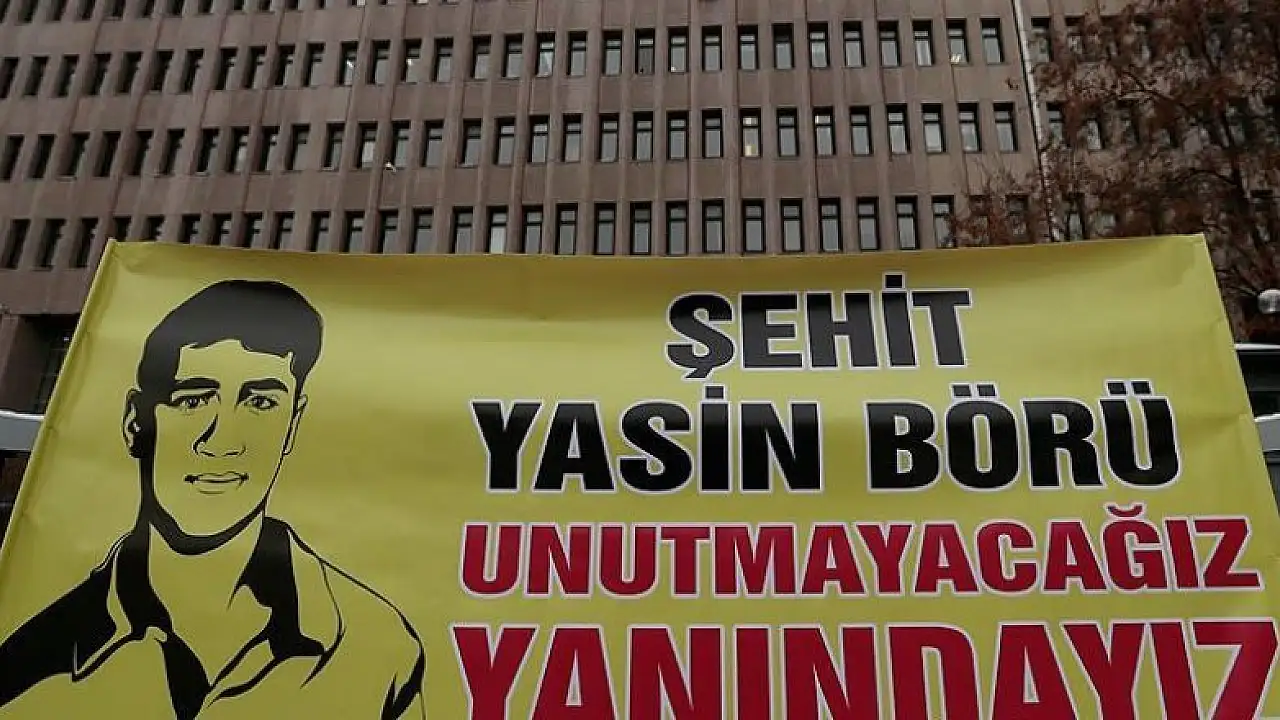 ŞEHİT
YASİN BÖRÜ
UNUTMAYACAĞIZ
YANINDAYIZ